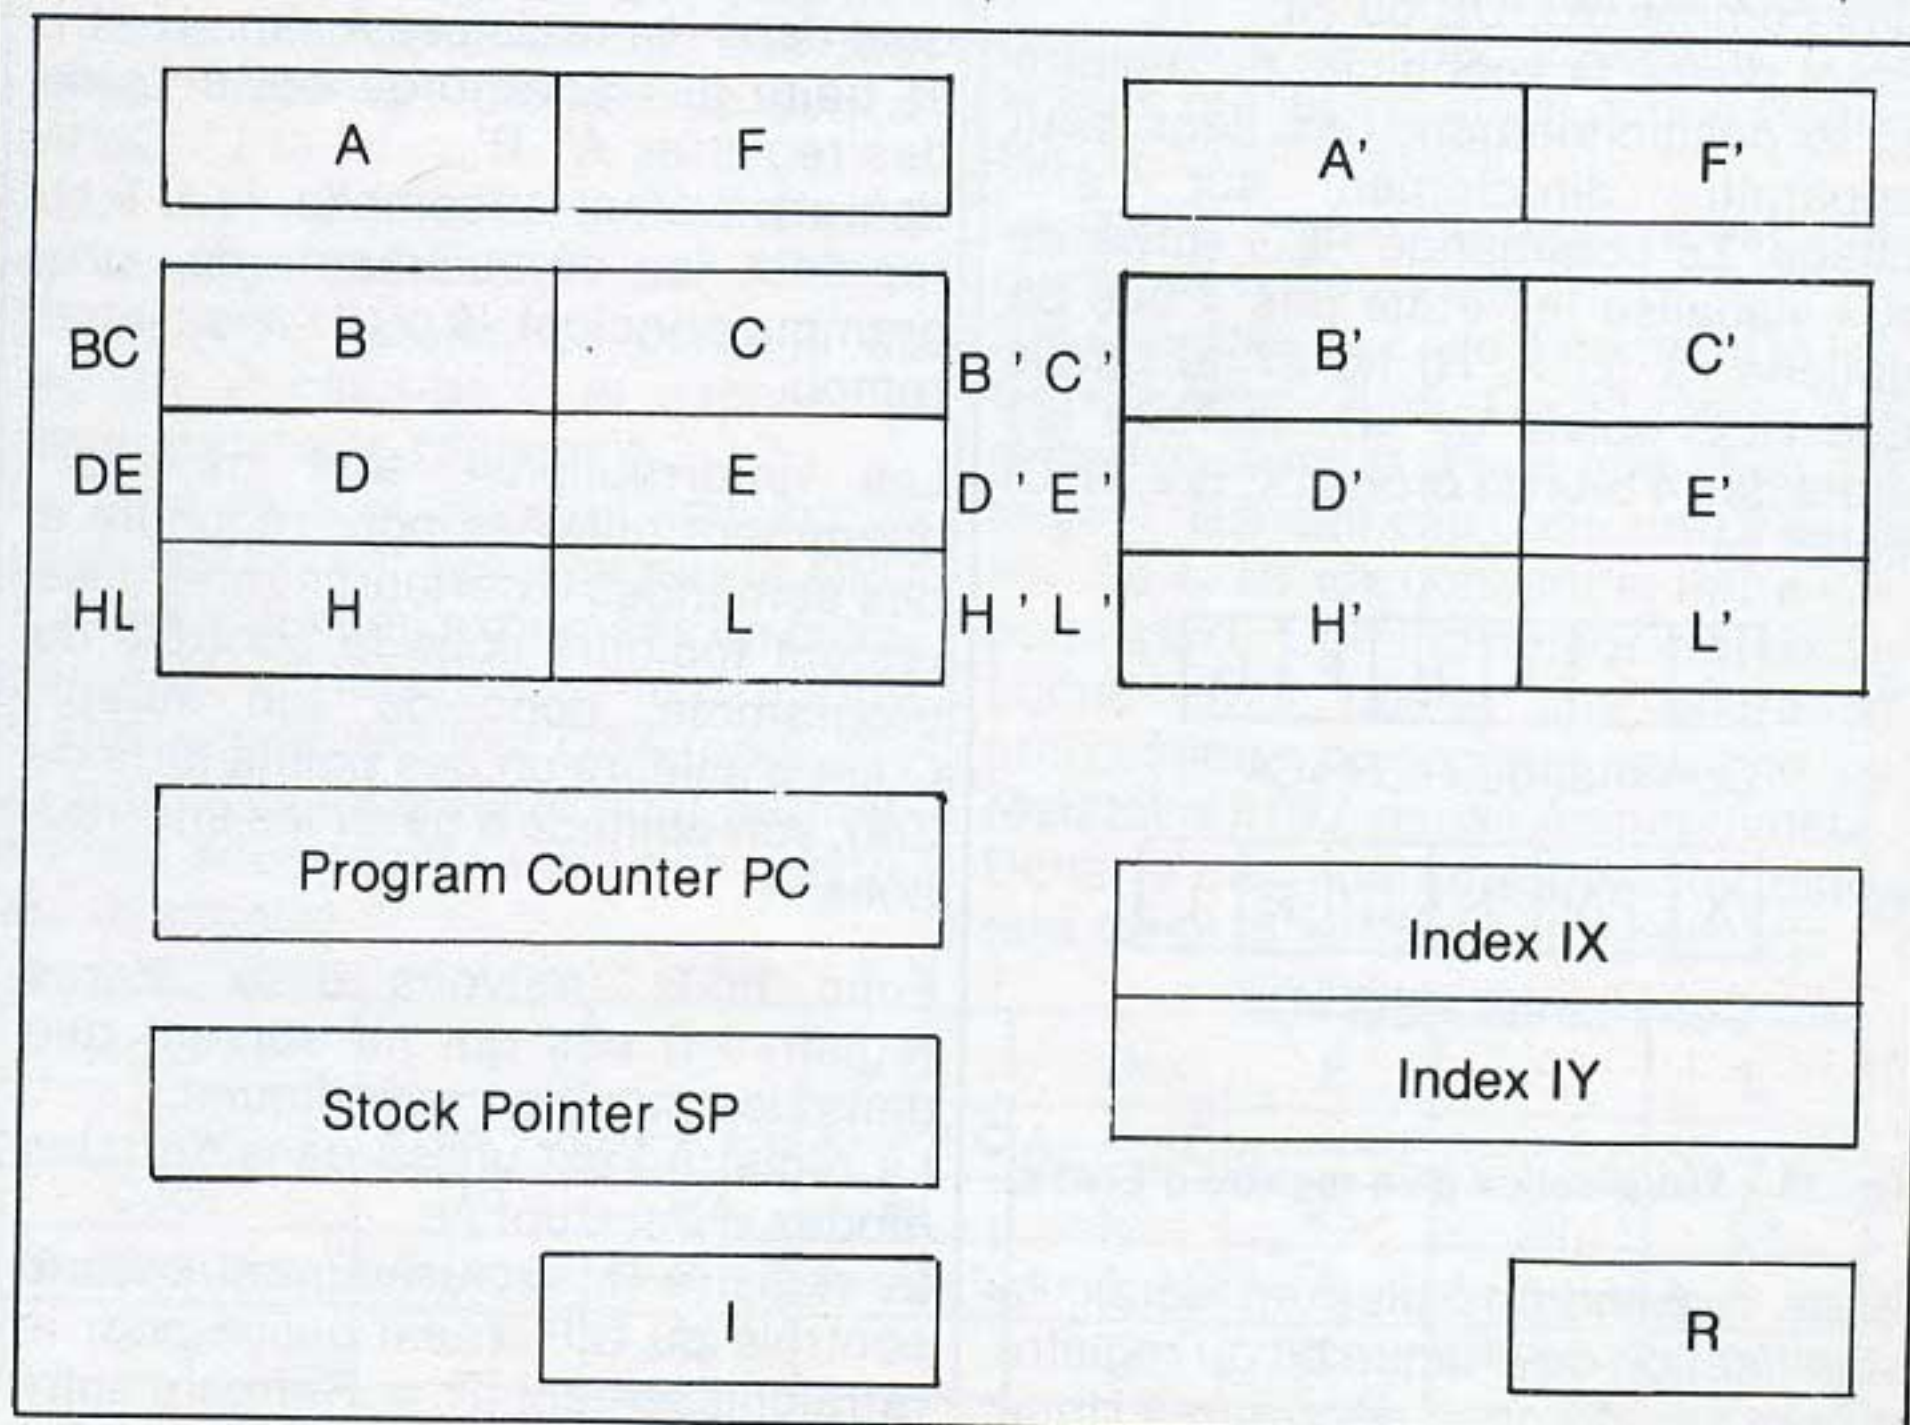 A F A' F'
BC B C B ' C ' B' C'
DE D E D ' E ' D' E'
HL H L H ' L ' H' L'
Program Counter PC
Index IX
Stock Pointer SP
Index IY
I R